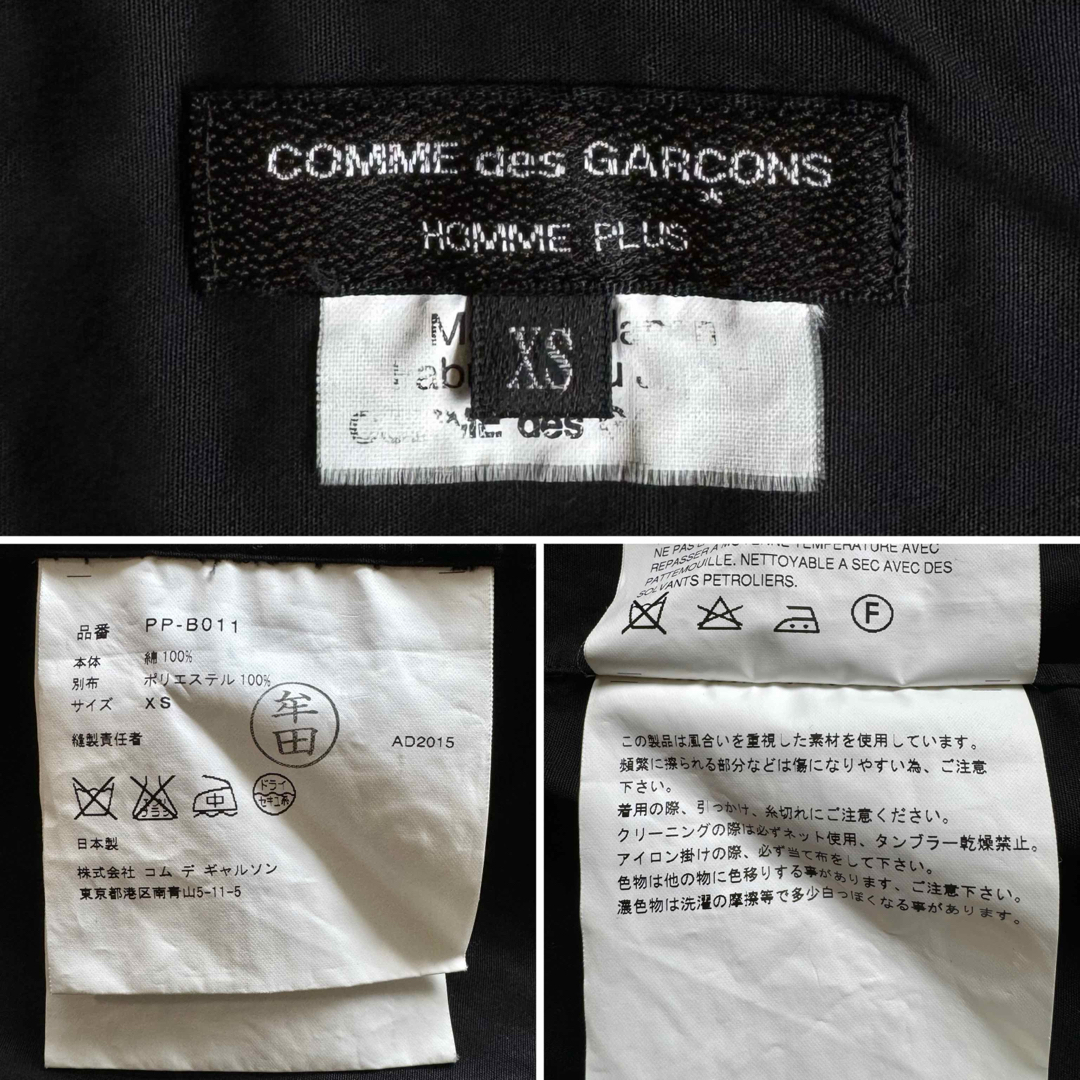 COMME des GARÇONS
HOMME PLUS
XS
COMME des
品番 PP-B011
本体 綿100%
別布 ポリエステル100%
サイズ XS
牟田
縫製責任者 AD2015
ドライ
セキユ系
日本製
株式会社 コム デ ギャルソン
東京都港区南青山5-11-5
REPASSER A MOYENNE TEMPERATURE AVEC
PATTEMOUILLE. NETTOYABLE A SEC AVEC DES
SOLVANTS PETROLIERS.
F
この製品は風合いを重視した素材を使用しています。
頻繁に擦られる部分などは傷になりやすい為、ご注意
下さい。
着用の際、引っかけ、糸切れにご注意ください。
クリーニングの際は必ずネット使用、タンブラー乾燥禁止。
アイロン掛けの際、必ず当て布をして下さい。
色物は他の物に色移りする事があります、ご注意下さい。
濃色物は洗濯の摩擦等で多少白っぽくなる事があります。